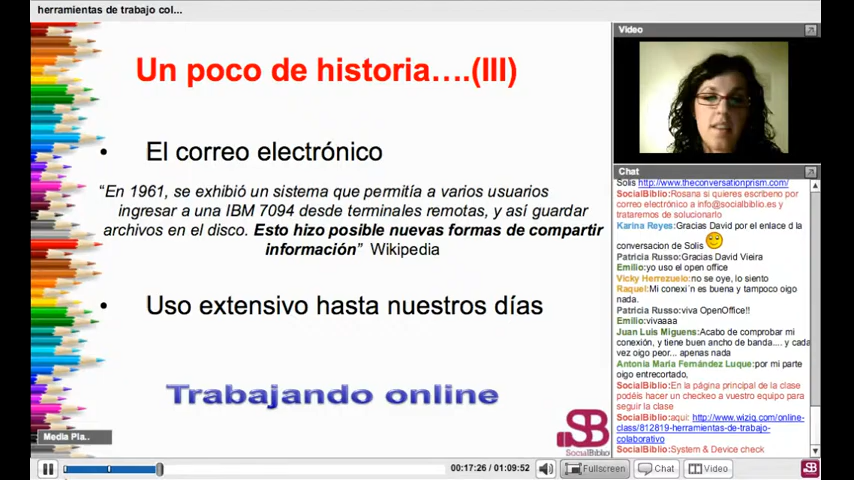 herramientas de trabajo col...
Un poco de historia....(III)
• El correo electrónico
“En 1961, se exhibió un sistema que permitía a varios usuarios
ingresar a una IBM 7094 desde terminales remotas, y así guardar
archivos en el disco. Esto hizo posible nuevas formas de compartir
información” Wikipedia
• Uso extensivo hasta nuestros días
Trabajando online
SB
SocialBiblio
Media Pla..
00:17:26 / 01:09:52
Video
Chat
Solis http://www.theconversationprism.com/
SocialBiblio:Rosana si quieres escribeno
correo electrónico a info@socialbiblio.es y
trataremos de solucionarlo
Karina Reyes:Gracias David por el enlace d la
conversacion de Solis
Patricia Russo:Gracias David Vieira
Emilio:yo uso el open office
Vicky Herrezuelo:no se oye, lo siento
Raquel:Mi conexi´n es buena y tampoco oigo
nada.
Patricia Russo:viva OpenOffice!!
Emilio:vivaaaa
Juan Luis Miguens:Acabo de comprobar mi
conexión, y tiene buen ancho de banda.... y cada
vez oigo peor... apenas nada
Antonia Maria Fernández Luque:por mi parte
oigo entrecortado,
SocialBiblio:En la página principal de la clase
podéis hacer un checkeo a vuestro equipo para
seguir la clase
SocialBiblio:aqui: http://www.wiziq.com/online-
class/812819-herramientas-de-trabajo-
colaborativo
SocialBiblio:System & Device check
Fullscreen
Chat
Video